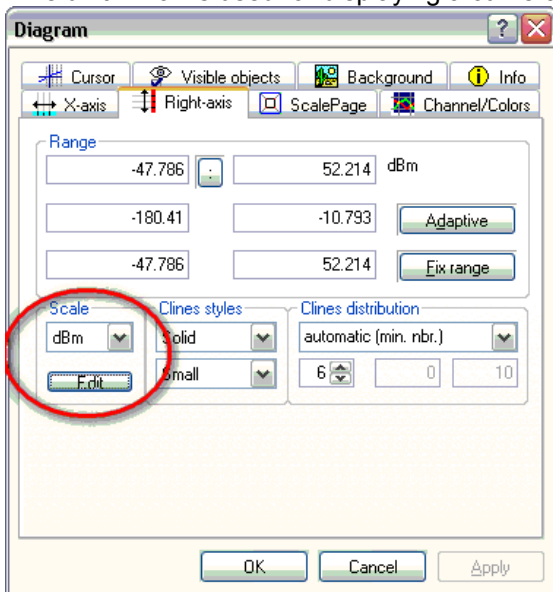 Diagram
Cursor Visible objects Background Info
X-axis Right-axis ScalePage Channel/Colors
Range
-47.786 : 52.214 dBm
-180.41 -10.793 Adaptive
-47.786 52.214 Fix range
Scale Clines styles Clines distribution
dBm Solid automatic (min. nbr.)
Edit Small 6 0 10
OK Cancel Apply